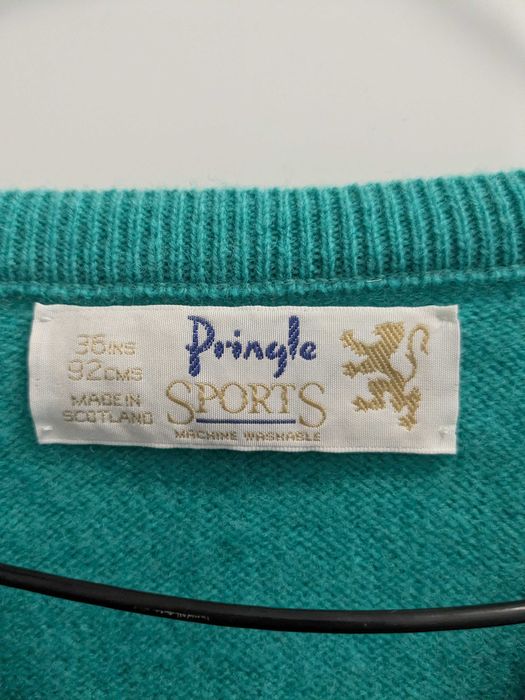 36INS
92CMS
MADE IN
SCOTLAND
Pringle
SPORTS
MACHINE WASHABLE